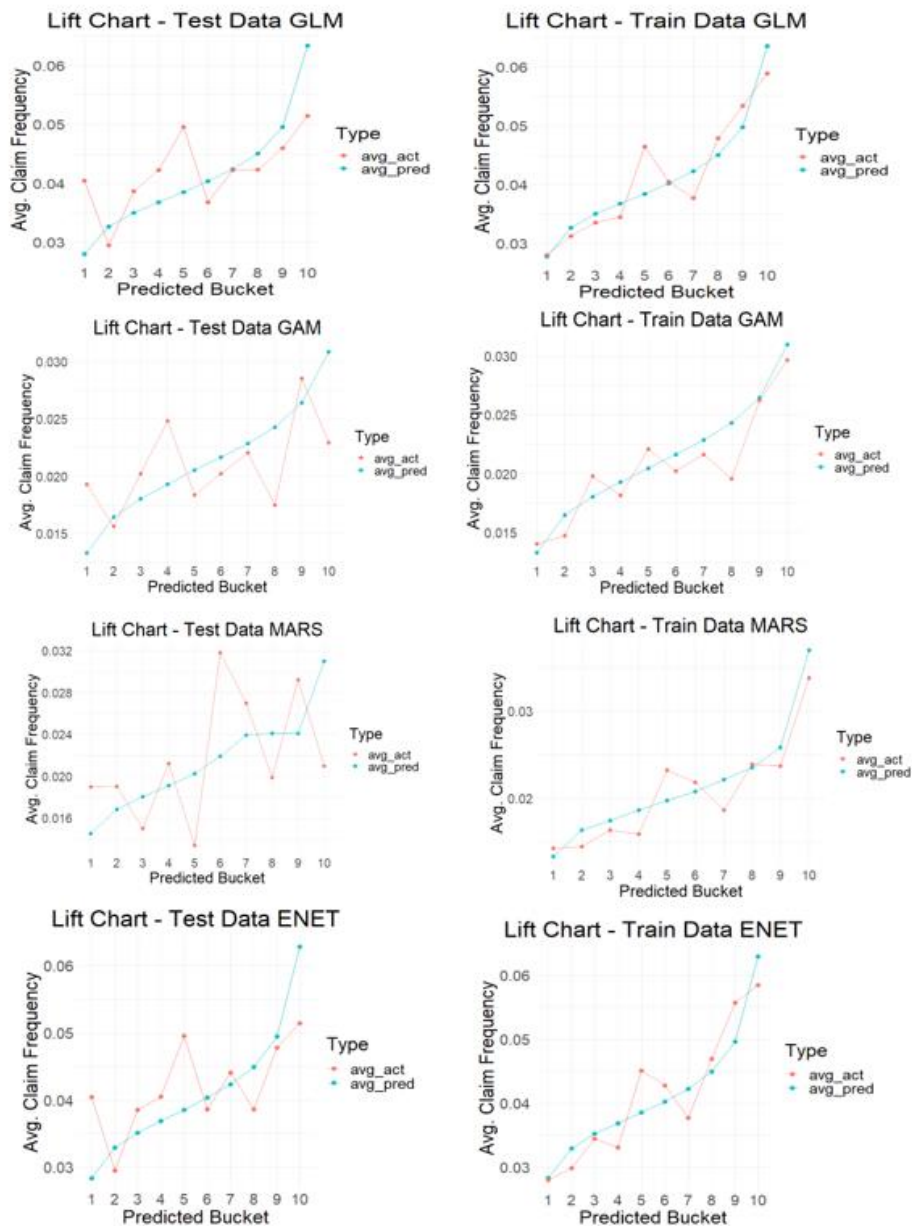 Lift Chart - Test Data GLM
Avg. Claim Frequency
0.06
0.05
0.04
0.03
1 2 3 4 5 6 7 8 9 10
Predicted Bucket
Type
avg_act
avg_pred
Lift Chart - Train Data GLM
Avg. Claim Frequency
0.06
0.05
0.04
0.03
1 2 3 4 5 6 7 8 9 10
Predicted Bucket
Type
avg_act
avg_pred
Lift Chart - Test Data GAM
Avg. Claim Frequency
0.030
0.025
0.020
0.015
1 2 3 4 5 6 7 8 9 10
Predicted Bucket
Type
avg_act
avg_pred
Lift Chart - Train Data GAM
Avg. Claim Frequency
0.030
0.025
0.020
0.015
1 2 3 4 5 6 7 8 9 10
Predicted Bucket
Type
avg_act
avg_pred
Lift Chart - Test Data MARS
Avg. Claim Frequency
0.032
0.028
0.024
0.020
0.016
1 2 3 4 5 6 7 8 9 10
Predicted Bucket
Type
avg_act
avg_pred
Lift Chart - Train Data MARS
Avg. Claim Frequency
0.03
0.02
1 2 3 4 5 6 7 8 9 10
Predicted Bucket
Type
avg_act
avg_pred
Lift Chart - Test Data ENET
Avg. Claim Frequency
0.06
0.05
0.04
0.03
1 2 3 4 5 6 7 8 9 10
Predicted Bucket
Type
avg_act
avg_pred
Lift Chart - Train Data ENET
Avg. Claim Frequency
0.06
0.05
0.04
0.03
1 2 3 4 5 6 7 8 9 10
Predicted Bucket
Type
avg_act
avg_pred